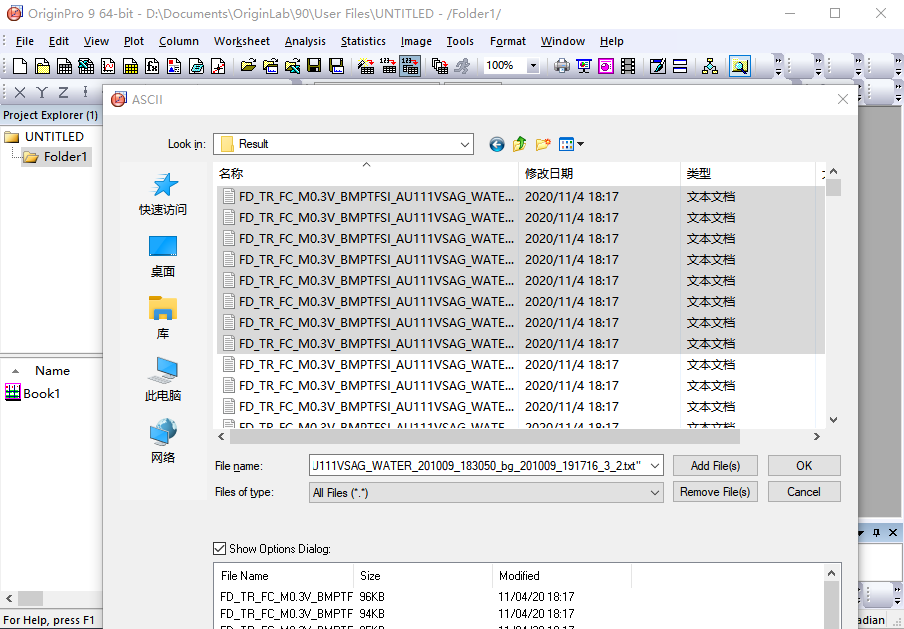 OriginPro 9 64-bit - D:\Documents\OriginLab\90\User Files\UNTITLED - /Folder1/
File Edit View Plot Column Worksheet Analysis Statistics Image Tools Format Window Help
100%
X Y Z
ASCII
Project Explorer (1)
UNTITLED
Folder1
Look in: Result
名称 修改日期 类型
FD_TR_FC_M0.3V_BMPTFSI_AU111VSAG_WATE... 2020/11/4 18:17 文本文档
FD_TR_FC_M0.3V_BMPTFSI_AU111VSAG_WATE... 2020/11/4 18:17 文本文档
FD_TR_FC_M0.3V_BMPTFSI_AU111VSAG_WATE... 2020/11/4 18:17 文本文档
FD_TR_FC_M0.3V_BMPTFSI_AU111VSAG_WATE... 2020/11/4 18:17 文本文档
FD_TR_FC_M0.3V_BMPTFSI_AU111VSAG_WATE... 2020/11/4 18:17 文本文档
FD_TR_FC_M0.3V_BMPTFSI_AU111VSAG_WATE... 2020/11/4 18:17 文本文档
FD_TR_FC_M0.3V_BMPTFSI_AU111VSAG_WATE... 2020/11/4 18:17 文本文档
FD_TR_FC_M0.3V_BMPTFSI_AU111VSAG_WATE... 2020/11/4 18:17 文本文档
FD_TR_FC_M0.3V_BMPTFSI_AU111VSAG_WATE... 2020/11/4 18:17 文本文档
FD_TR_FC_M0.3V_BMPTFSI_AU111VSAG_WATE... 2020/11/4 18:17 文本文档
FD_TR_FC_M0.3V_BMPTFSI_AU111VSAG_WATE... 2020/11/4 18:17 文本文档
FD_TR_FC_M0.3V_BMPTFSI_AU111VSAG_WATE... 2020/11/4 18:17 文本文档
快速访问
桌面
库
此电脑
网络
Name
Book1
File name: J111VSAG_WATER_201009_183050_bg_201009_191716_3_2.txt" Add File(s) OK
Files of type: All Files (*.*) Remove File(s) Cancel
Show Options Dialog:
File Name Size Modified
FD_TR_FC_M0.3V_BMPTF 96KB 11/04/20 18:17
FD_TR_FC_M0.3V_BMPTF 94KB 11/04/20 18:17
For Help, press F1
adian